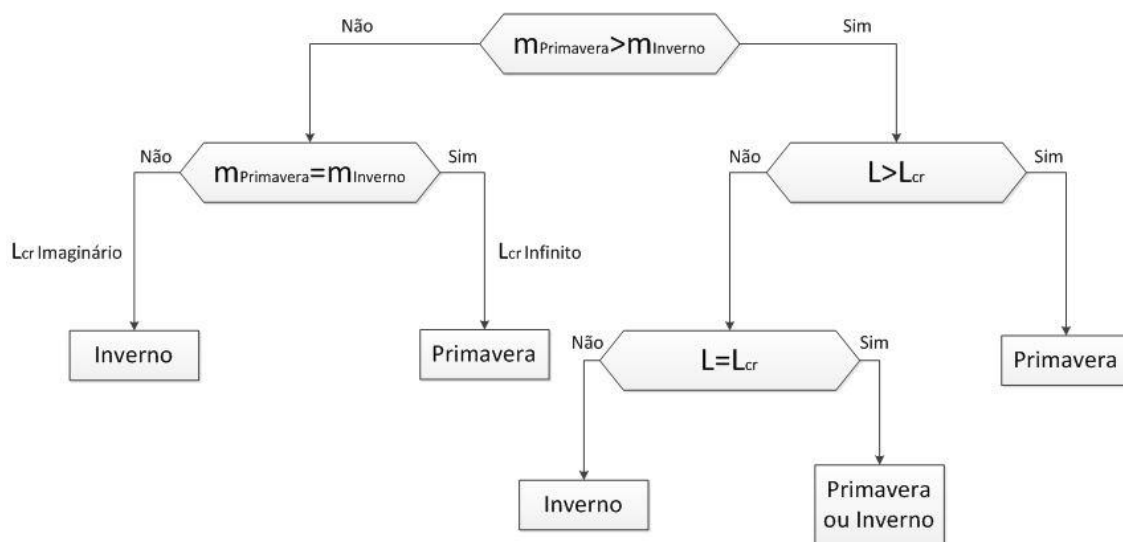 Não
Sim
mPrimavera>mInverno
Não
Sim
mPrimavera=mInverno
Não
Sim
L>Lcr
Lcr Imaginário
Lcr Infinito
Inverno
Primavera
Não
Sim
L=Lcr
Primavera
Inverno
Primavera
ou Inverno